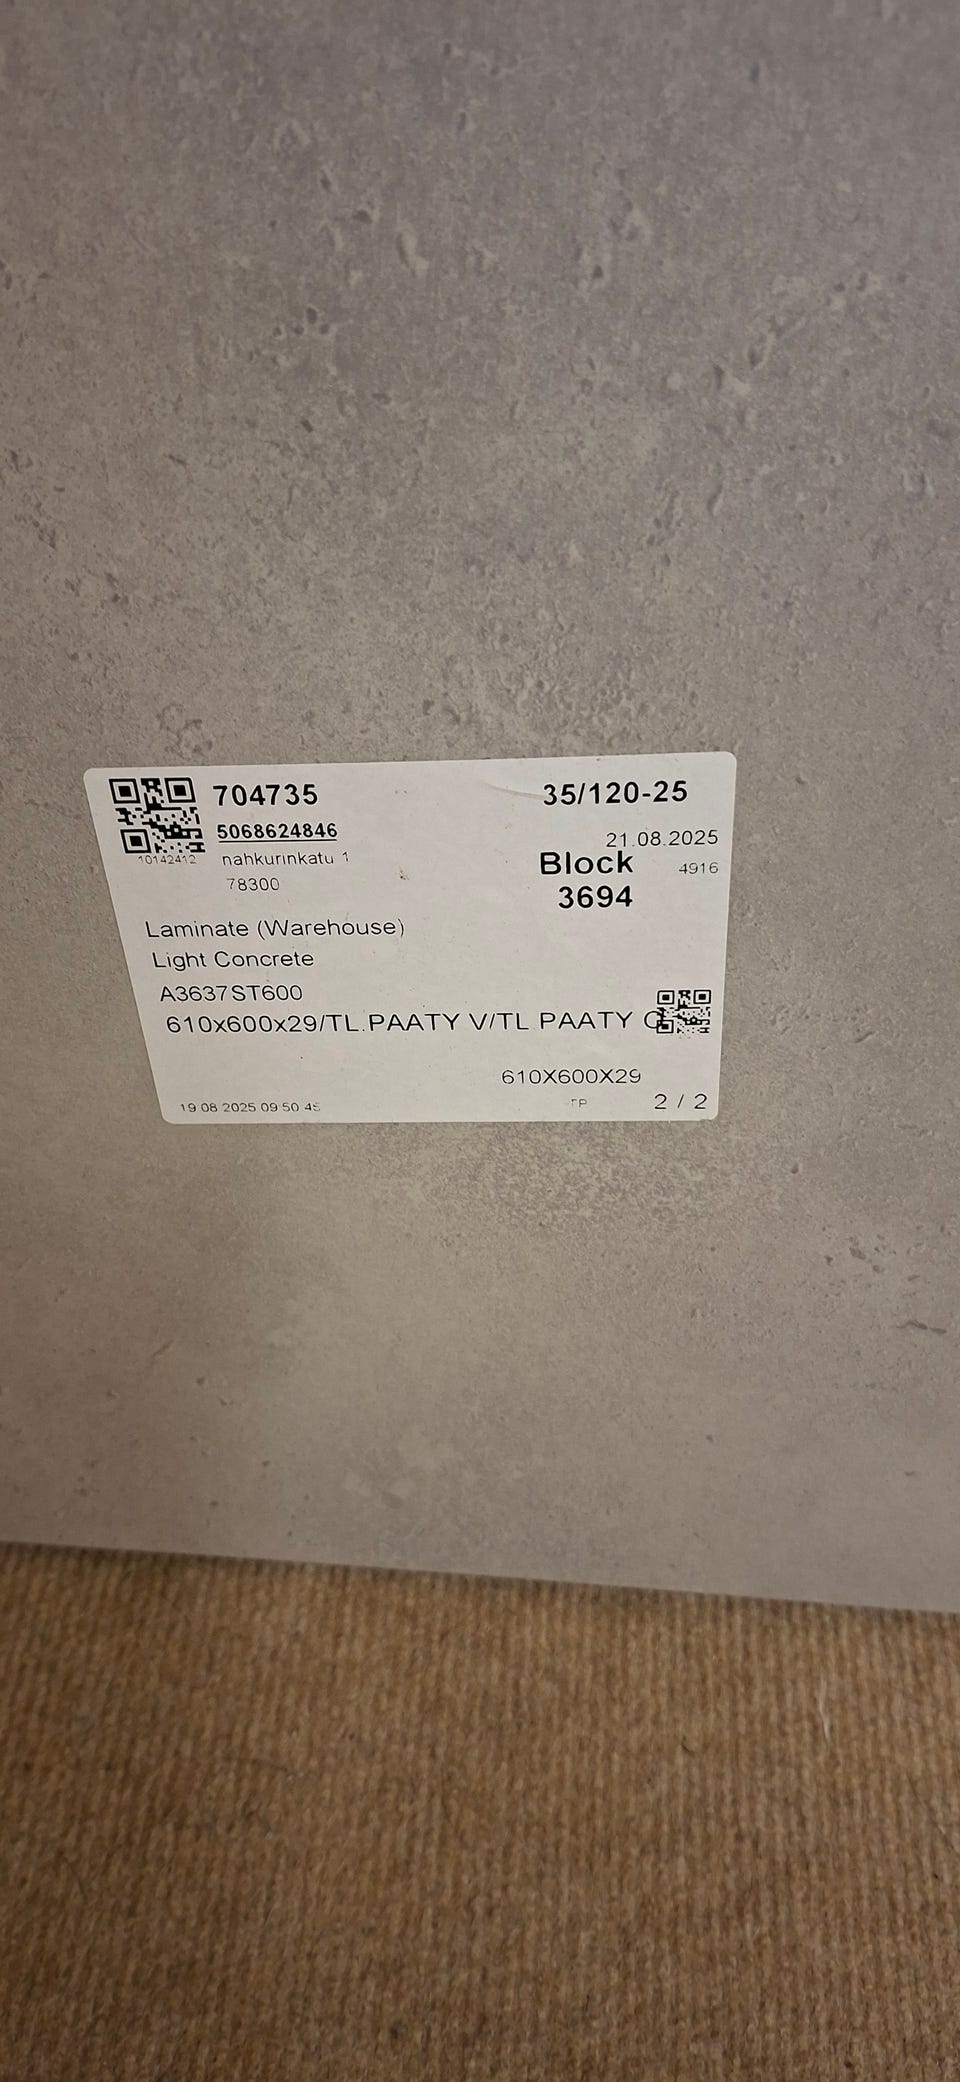 704735
35/120-25
5068624846
21.08.2025
10142412
nahkurinkatu 1
Block
4916
78300
3694
Laminate (Warehouse)
Light Concrete
A3637ST600
610x600x29/TL.PAATY V/TL PAATY
610X600X29
19 08 2025 09 50
2 / 2